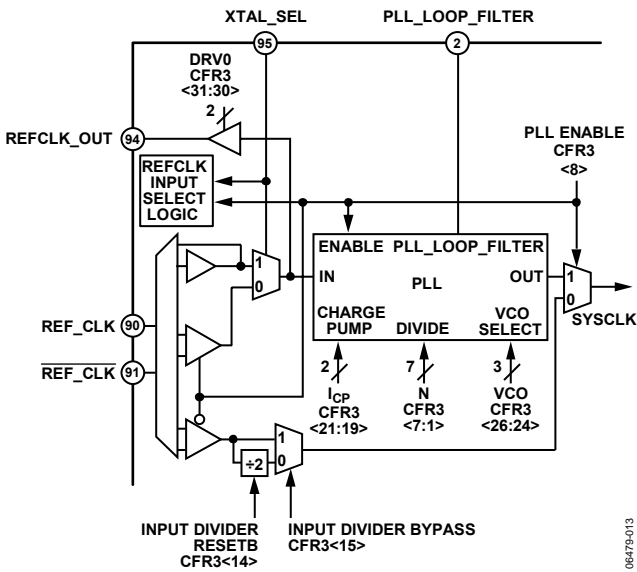 XTAL_SEL
PLL_LOOP_FILTER
95
2
DRV0
CFR3
<31:30>
2
REFCLK_OUT
94
PLL ENABLE
CFR3
<8>
REFCLK
INPUT
SELECT
LOGIC
ENABLE PLL_LOOP_FILTER
1
0
IN
PLL
OUT
1
0
SYSCLK
CHARGE
PUMP
DIVIDE
VCO
SELECT
REF_CLK
90
REF_CLK
91
2
7
3
ICP
CFR3
<21:19>
N
CFR3
<7:1>
VCO
CFR3
<26:24>
1
÷2
0
INPUT DIVIDER
RESETB
CFR3<14>
INPUT DIVIDER BYPASS
CFR3<15>
06479-013